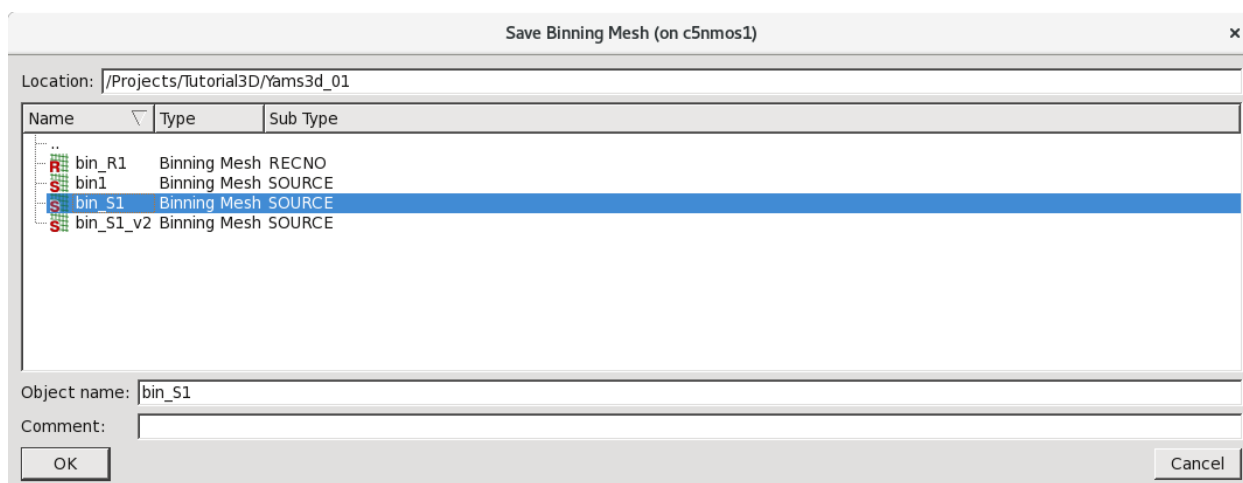 Save Binning Mesh (on c5nmos1) ×
Location: /Projects/Tutorial3D/Yams3d_01
Name Type Sub Type
..
R bin_R1 Binning Mesh RECNO
S bin1 Binning Mesh SOURCE
S bin_S1 Binning Mesh SOURCE
S bin_S1_v2 Binning Mesh SOURCE
Object name: bin_S1
Comment:
OK Cancel